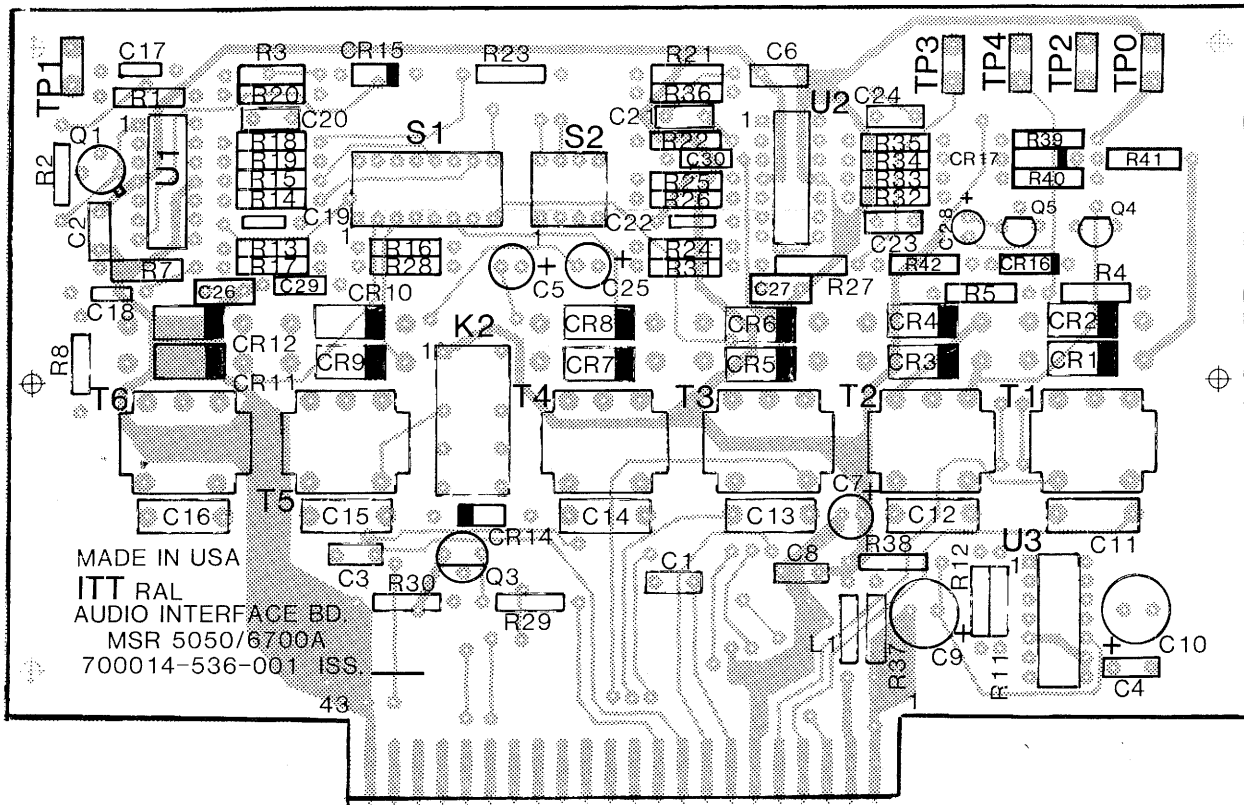 TP1
C17
R3
CR15
R23
R21
C6
TP3
TP4
TP2
TP0
R1
R20
C20
R36
C2
U2
C24
Q1
1
U1
S1
S2
1
R2
R18
R19
R15
R14
R22
C30
R25
R26
R35
R34
R33
R32
CR17
R39
R40
R41
C2
C19
1
1
C22
C23
+
C28
Q5
Q4
R7
R13
R17
R16
R28
C5
+
C25
+
R24
R31
R27
R42
CR16
R4
C18
C26
C29
CR10
K2
CR8
C27
CR6
CR4
R5
CR2
R8
CR12
CR11
CR9
1
CR7
CR5
CR3
CR1
T6
T5
T4
T3
T2
T1
C7
+
C16
C15
C14
C13
C12
C11
CR14
C3
Q3
C1
C8
R38
R12
U3
1
R30
R29
L1
R37
C9
+
R11
C10
+
C4
MADE IN USA
ITT RAL
AUDIO INTERFACE BD.
MSR 5050/6700A
700014-536-001 ISS.
43
1